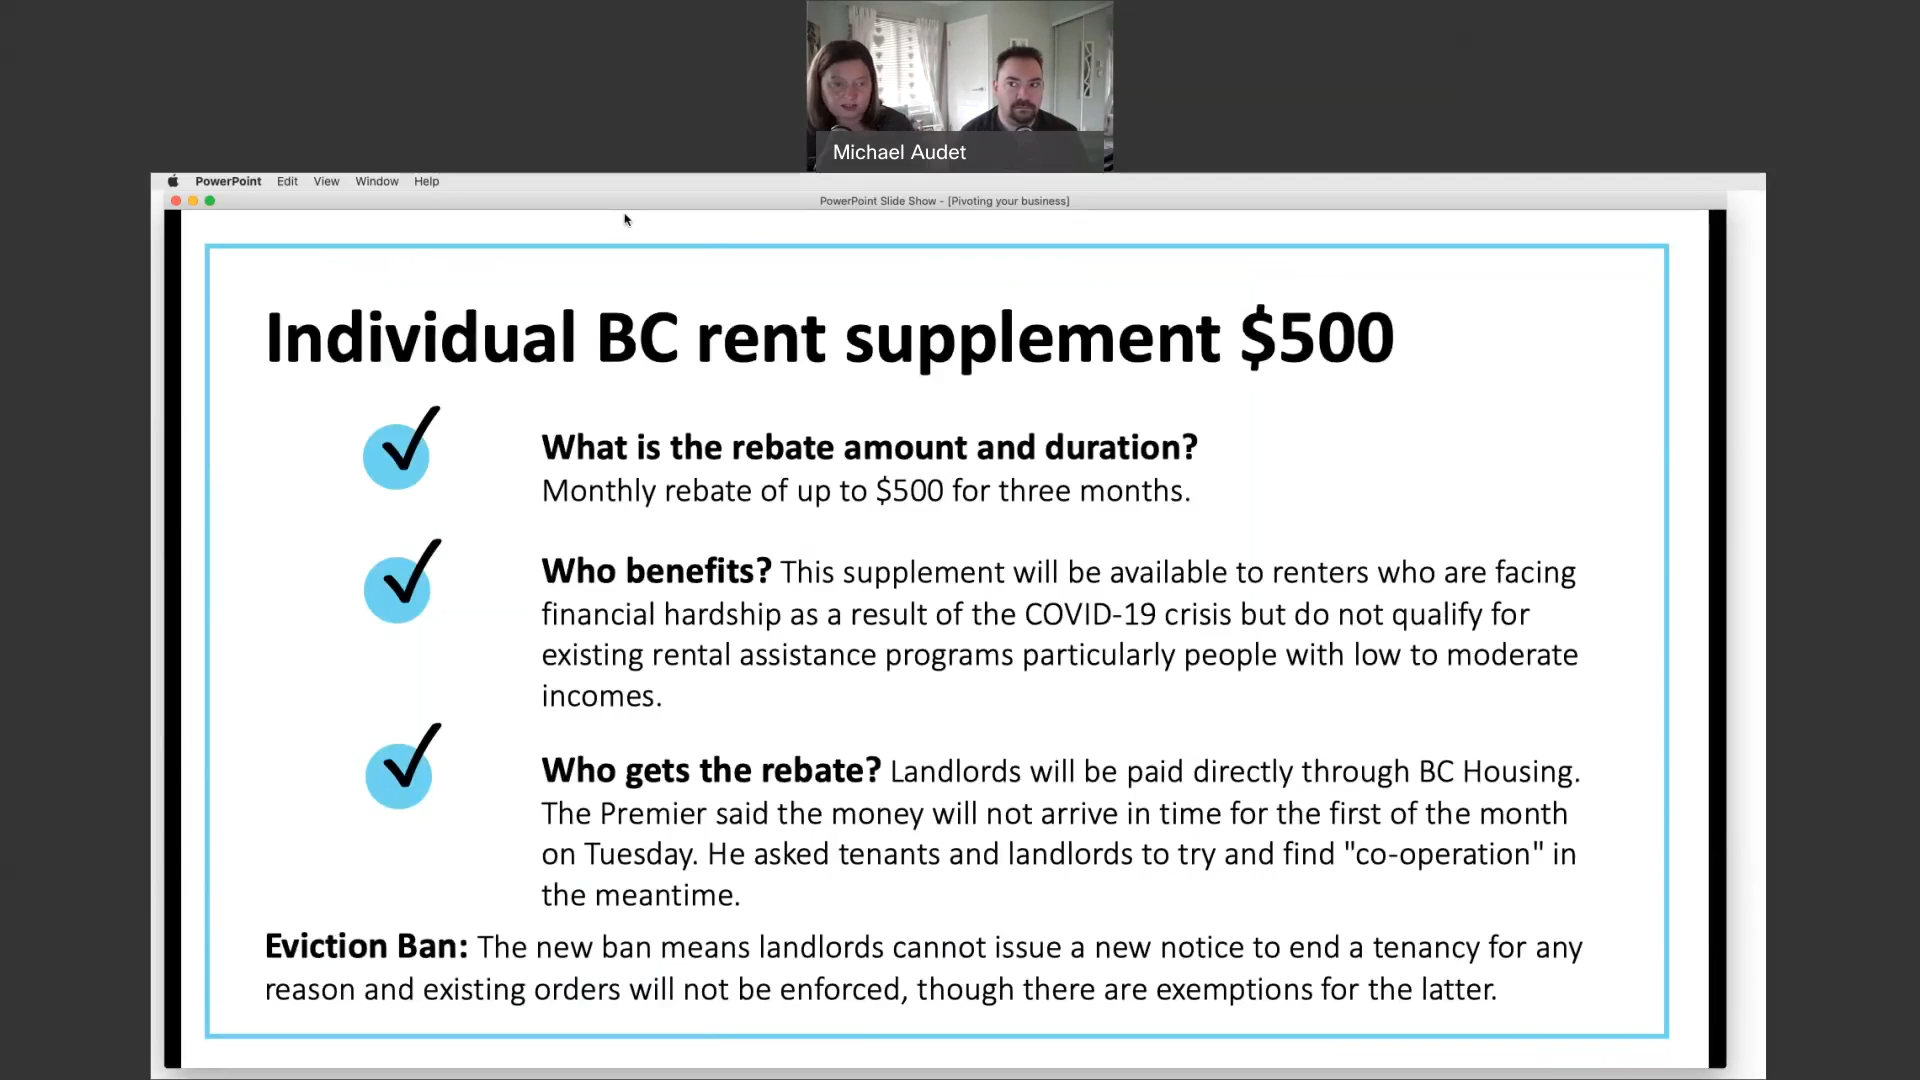 Michael Audet
PowerPoint Edit View Window Help
PowerPoint Slide Show - [Pivoting your business]
Individual BC rent supplement $500
What is the rebate amount and duration?
Monthly rebate of up to $500 for three months.
Who benefits? This supplement will be available to renters who are facing
financial hardship as a result of the COVID-19 crisis but do not qualify for
existing rental assistance programs particularly people with low to moderate
incomes.
Who gets the rebate? Landlords will be paid directly through BC Housing.
The Premier said the money will not arrive in time for the first of the month
on Tuesday. He asked tenants and landlords to try and find "co-operation" in
the meantime.
Eviction Ban: The new ban means landlords cannot issue a new notice to end a tenancy for any
reason and existing orders will not be enforced, though there are exemptions for the latter.